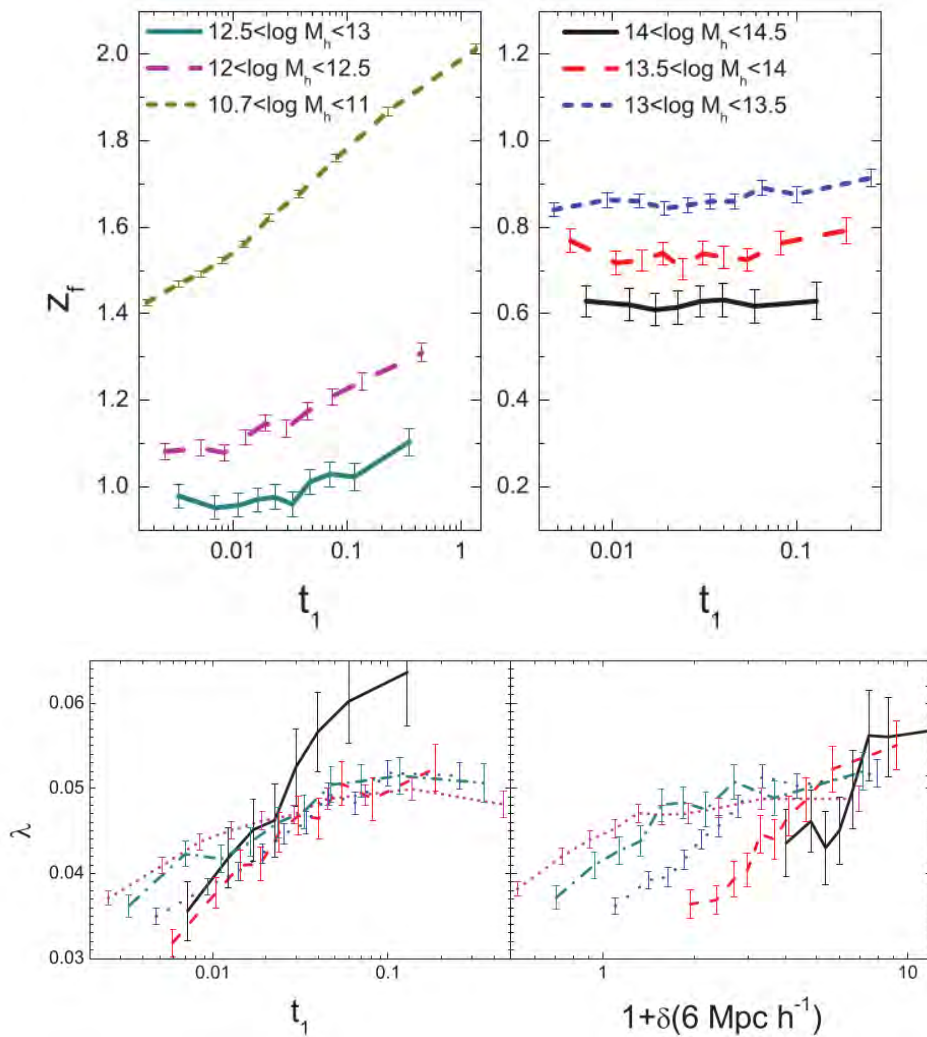 12.5<log M_h<13
12<log M_h<12.5
10.7<log M_h<11
14<log M_h<14.5
13.5<log M_h<14
13<log M_h<13.5
z_f
2.0
1.8
1.6
1.4
1.2
1.0
1.2
1.0
0.8
0.6
0.4
0.2
0.01 0.1 1
0.01 0.1
t_1
t_1
λ
0.06
0.05
0.04
0.03
0.01 0.1
1 10
t_1
1+δ(6 Mpc h⁻¹)